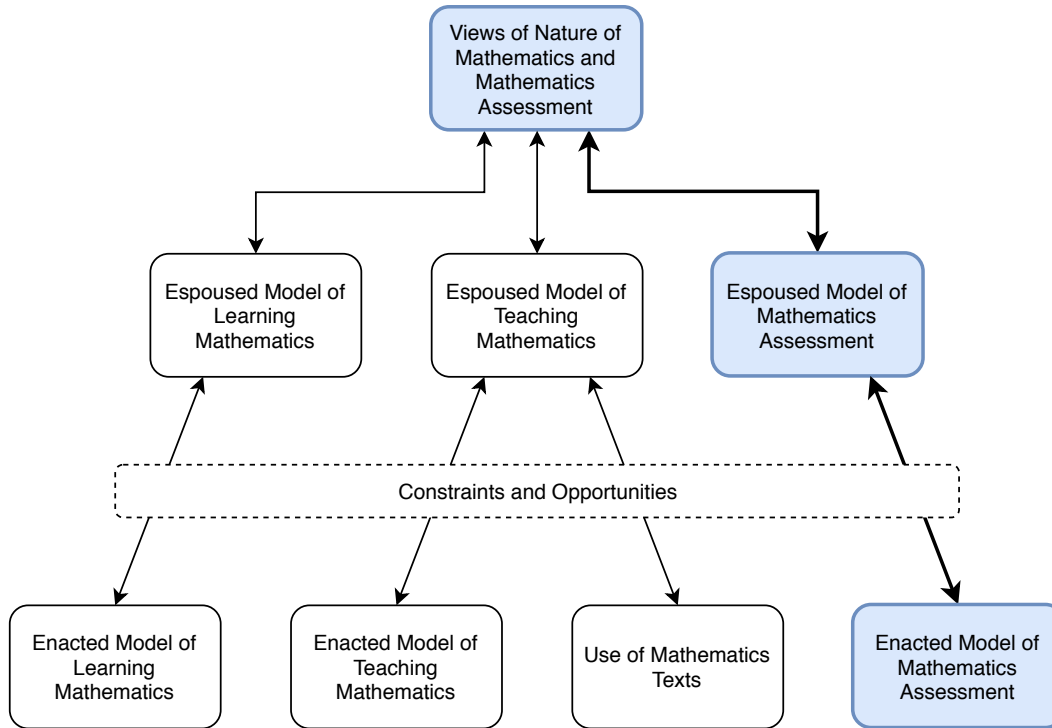 Views of Nature of
Mathematics and
Mathematics
Assessment
Espoused Model of
Learning
Mathematics
Espoused Model of
Teaching
Mathematics
Espoused Model of
Mathematics
Assessment
Constraints and Opportunities
Enacted Model of
Learning
Mathematics
Enacted Model of
Teaching
Mathematics
Use of Mathematics
Texts
Enacted Model of
Mathematics
Assessment